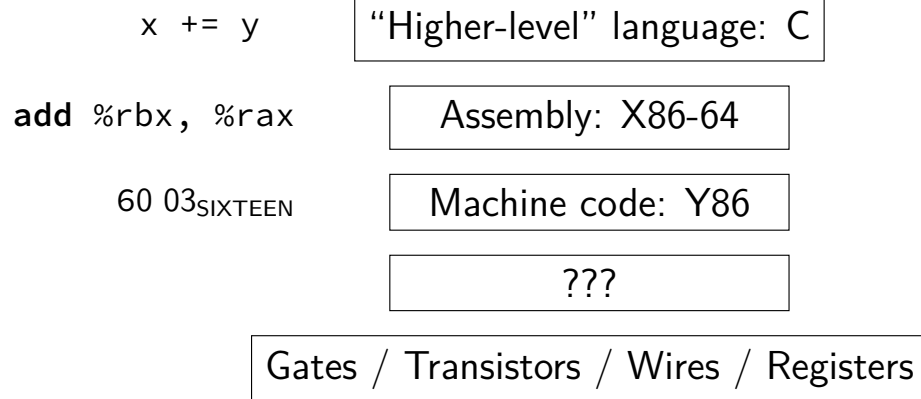 x += y “Higher-level” language: C
add %rbx, %rax Assembly: X86-64
60 03SIXTEEN Machine code: Y86
???
Gates / Transistors / Wires / Registers